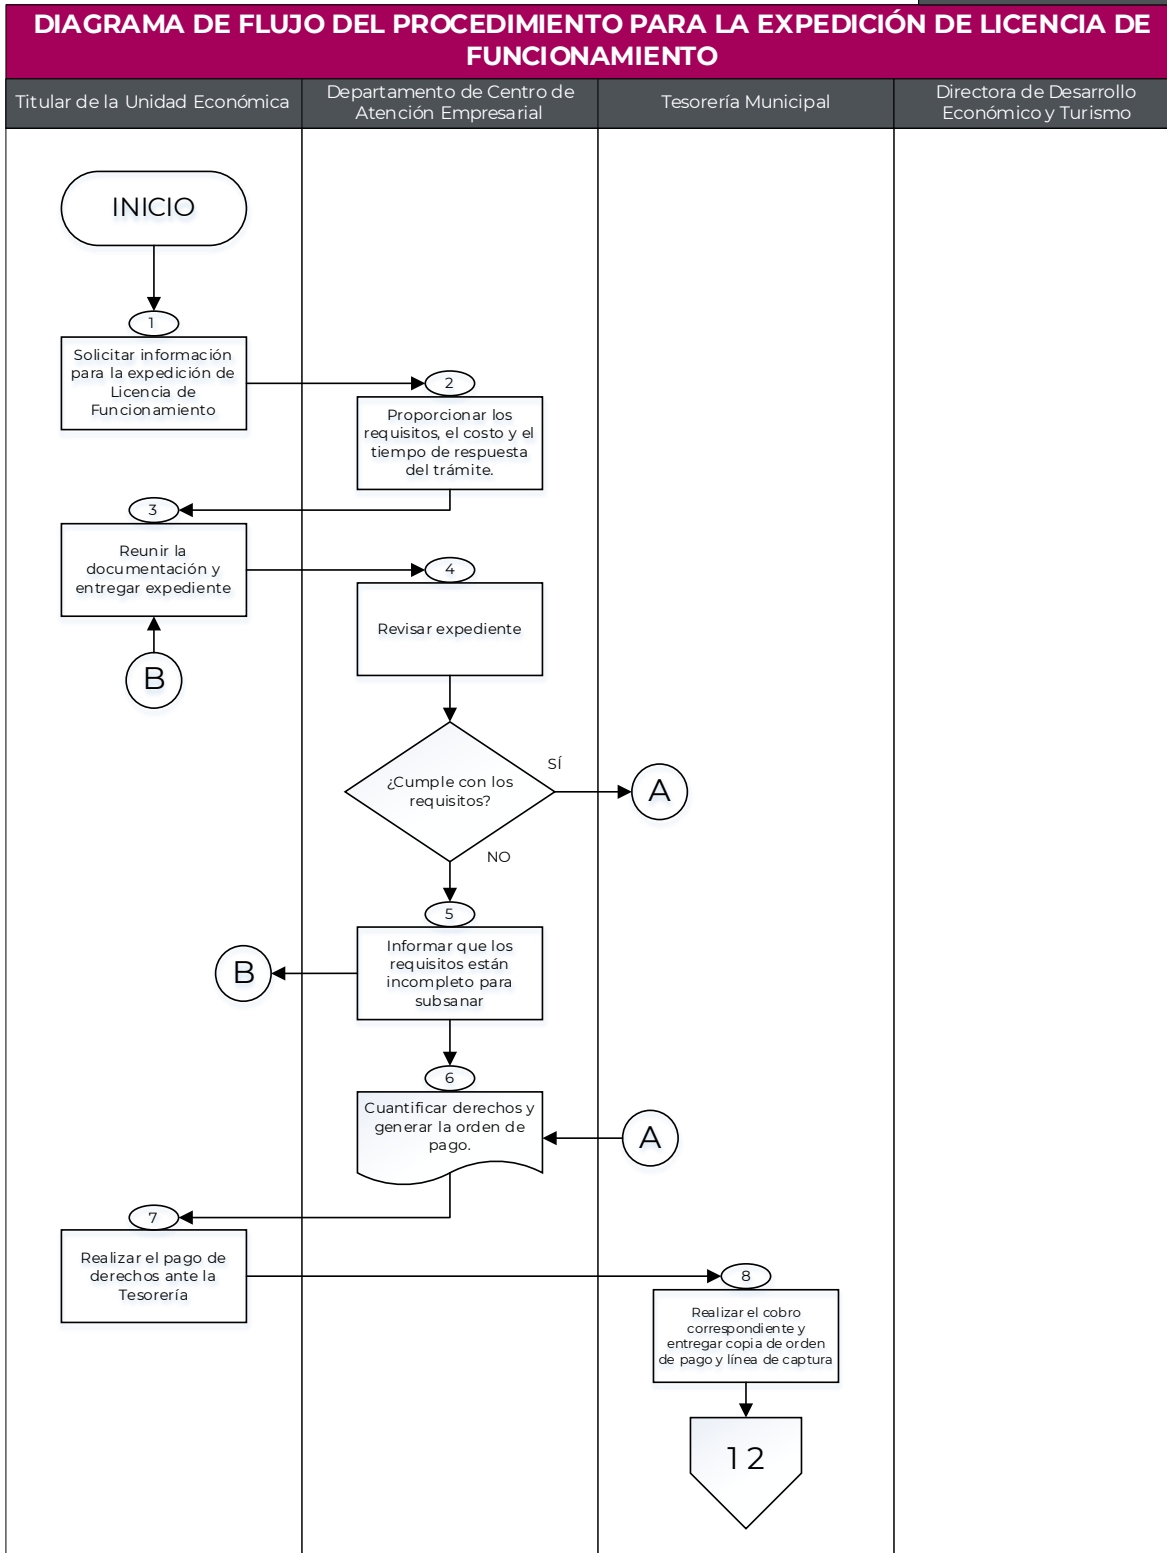 DIAGRAMA DE FLUJO DEL PROCEDIMIENTO PARA LA EXPEDICIÓN DE LICENCIA DE
FUNCIONAMIENTO
Titular de la Unidad Económica
Departamento de Centro de
Atención Empresarial
Tesorería Municipal
Directora de Desarrollo
Económico y Turismo
INICIO
1
Solicitar información
para la expedición de
Licencia de
Funcionamiento
2
Proporcionar los
requisitos, el costo y el
tiempo de respuesta
del trámite.
3
Reunir la
documentación y
entregar expediente
4
Revisar expediente
B
¿Cumple con los
requisitos?
SÍ
A
NO
5
Informar que los
requisitos están
incompleto para
subsanar
B
6
Cuantificar derechos y
generar la orden de
pago.
A
7
Realizar el pago de
derechos ante la
Tesorería
8
Realizar el cobro
correspondiente y
entregar copia de orden
de pago y línea de captura
12